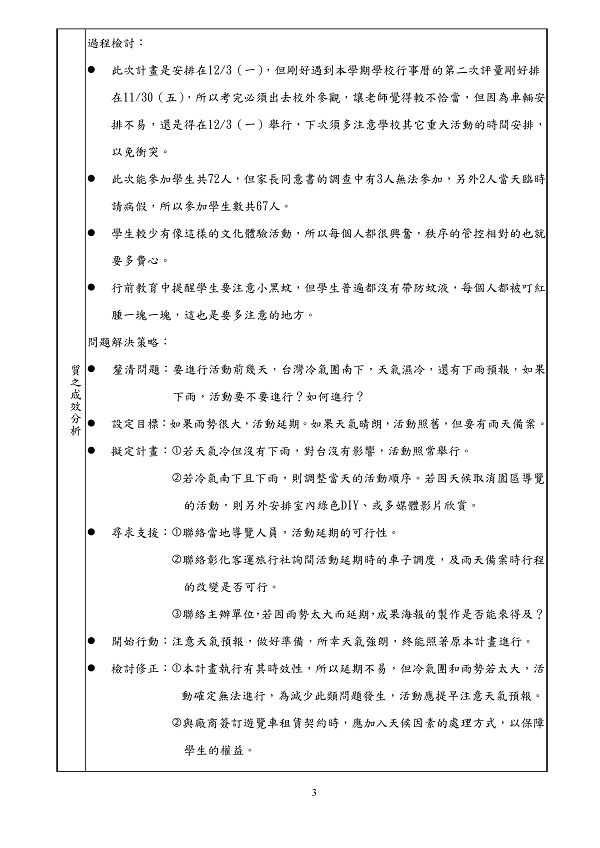 過程檢討：
● 此次計畫是安排在12/3（一），但剛好遇到本學期學校行事曆的第二次評量剛好排
在11/30（五），所以考完必須出去校外參觀，讓老師覺得較不恰當，但因為車輛安
排不易，還是得在12/3（一）舉行，下次須多注意學校其它重大活動的時間安排，
以免衝突。
● 此次能參加學生共72人，但家長同意書的調查中有3人無法參加，另外2人當天臨時
請病假，所以參加學生數共67人。
● 學生較少有像這樣的文化體驗活動，所以每個人都很興奮，秩序的管控相對的也就
要多費心。
● 行前教育中提醒學生要注意小黑蚊，但學生普遍都沒有帶防蚊液，每個人都被叮紅
腫一塊一塊，這也是要多注意的地方。
問題解決策略：
質之成效分析
● 釐清問題：要進行活動前幾天，台灣冷氣團南下，天氣濕冷，還有下雨預報，如果
下雨，活動要不要進行？如何進行？
● 設定目標：如果雨勢很大，活動延期。如果天氣晴朗，活動照舊，但要有雨天備案。
● 擬定計畫：①若天氣冷但沒有下雨，對台沒有影響，活動照常舉行。
②若冷氣南下且下雨，則調整當天的活動順序。若因天候取消園區導覽
的活動，則另外安排室內綠色DIY、或多媒體影片欣賞。
● 尋求支援：①聯絡當地導覽人員，活動延期的可行性。
②聯絡彰化客運旅行社詢問活動延期時的車子調度，及雨天備案時行程
的改變是否可行。
③聯絡主辦單位，若因雨勢太大而延期，成果海報的製作是否能來得及？
● 開始行動：注意天氣預報，做好準備，所幸天氣強朗，終能照著原本計畫進行。
● 檢討修正：①本計畫執行有其時效性，所以延期不易，但冷氣團和雨勢若太大，活
動確定無法進行，為減少此類問題發生，活動應提早注意天氣預報。
②與廠商簽訂遊覽車租賃契約時，應加入天候因素的處理方式，以保障
學生的權益。
3